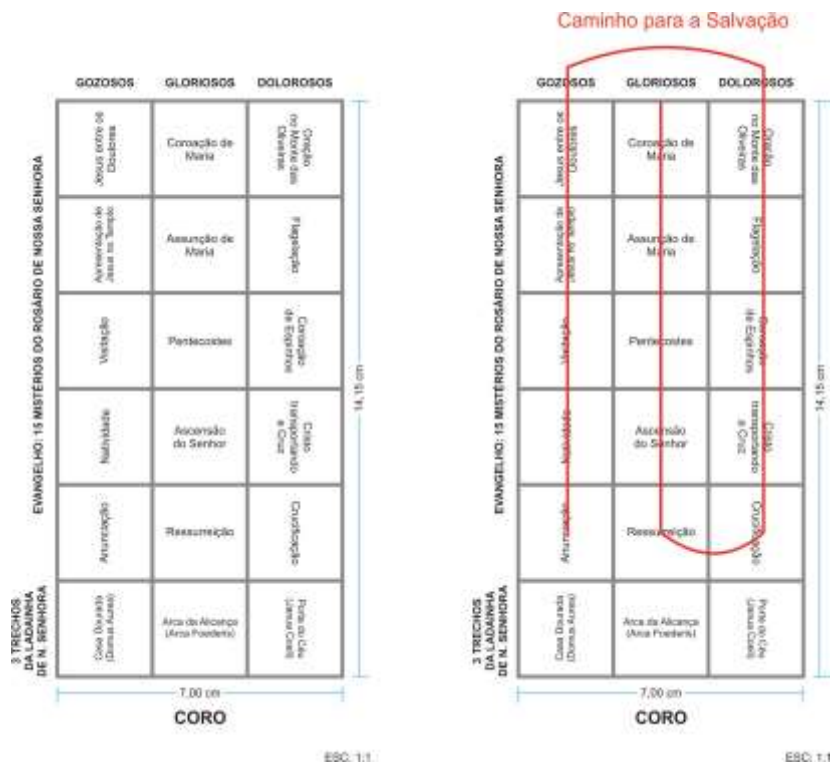 GOZOSOS GLORIOSOS DOLOROSOS
EVANGELHO: 15 MISTÉRIOS DO ROSÁRIO DE NOSSA SENHORA
3 TRECHOS
DA LADAINHA
DE N. SENHORA
Jesus entre os
Doutores
Coroação de
Maria
Oração
no Monte das
Oliveiras
Apresentação de
Jesus no Templo
Assunção de
Maria
Flagelação
Visitação
Pentecostes
Coroação
de Espinhos
Natividade
Ascensão
do Senhor
Cristo
transportando
a Cruz
Anunciação
Ressurreição
Crucificação
Casa Dourada
(Domus Aurea)
Arca da Aliança
(Arca Foederis)
Porta do Céu
(Janua Coeli)
14,15 cm
7,00 cm
CORO
ESC: 1:1
Caminho para a Salvação
GOZOSOS GLORIOSOS DOLOROSOS
EVANGELHO: 15 MISTÉRIOS DO ROSÁRIO DE NOSSA SENHORA
3 TRECHOS
DA LADAINHA
DE N. SENHORA
Jesus entre os
Doutores
Coroação de
Maria
Oração
no Monte das
Oliveiras
Apresentação de
Jesus no Templo
Assunção de
Maria
Flagelação
Visitação
Pentecostes
Coroação
de Espinhos
Natividade
Ascensão
do Senhor
Cristo
transportando
a Cruz
Anunciação
Ressurreição
Crucificação
Casa Dourada
(Domus Aurea)
Arca da Aliança
(Arca Foederis)
Porta do Céu
(Janua Coeli)
14,15 cm
7,00 cm
CORO
ESC: 1:1